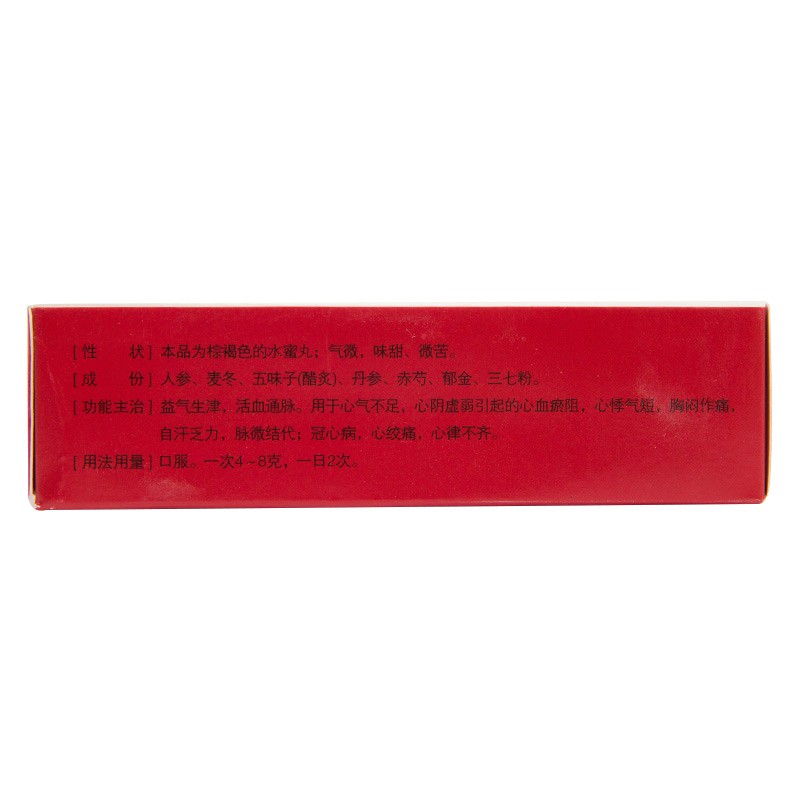 [性　　状] 本品为棕褐色的水蜜丸；气微，味甜、微苦。
[成　　份] 人参、麦冬、五味子(醋炙)、丹参、赤芍、郁金、三七粉。
[功能主治] 益气生津，活血通脉。用于心气不足，心阴虚弱引起的心血瘀阻，心悸气短，胸闷作痛，
自汗乏力，脉微结代；冠心病，心绞痛，心律不齐。
[用法用量] 口服。一次4-8克，一日2次。